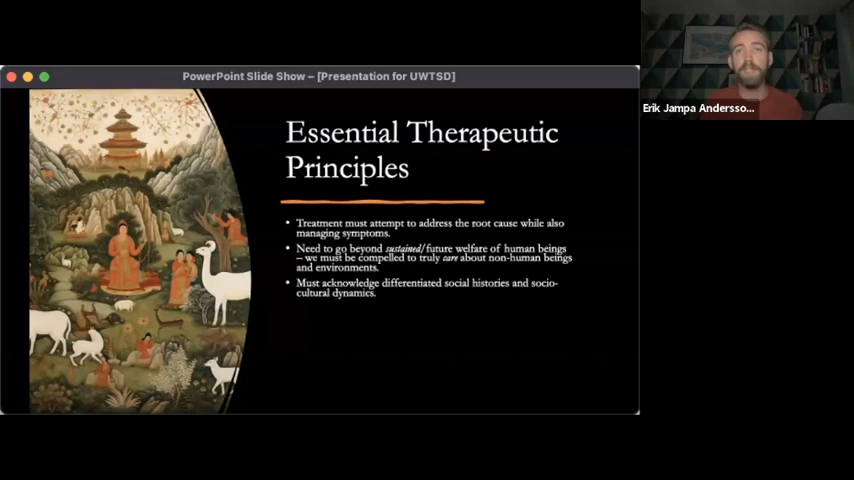 PowerPoint Slide Show – [Presentation for UWTSD]
Erik Jampa Andersso...
Essential Therapeutic
Principles
• Treatment must attempt to address the root cause while also
managing symptoms.
• Need to go beyond sustained/future welfare of human beings
– we must be compelled to truly care about non-human beings
and environments.
• Must acknowledge differentiated social histories and socio-
cultural dynamics.